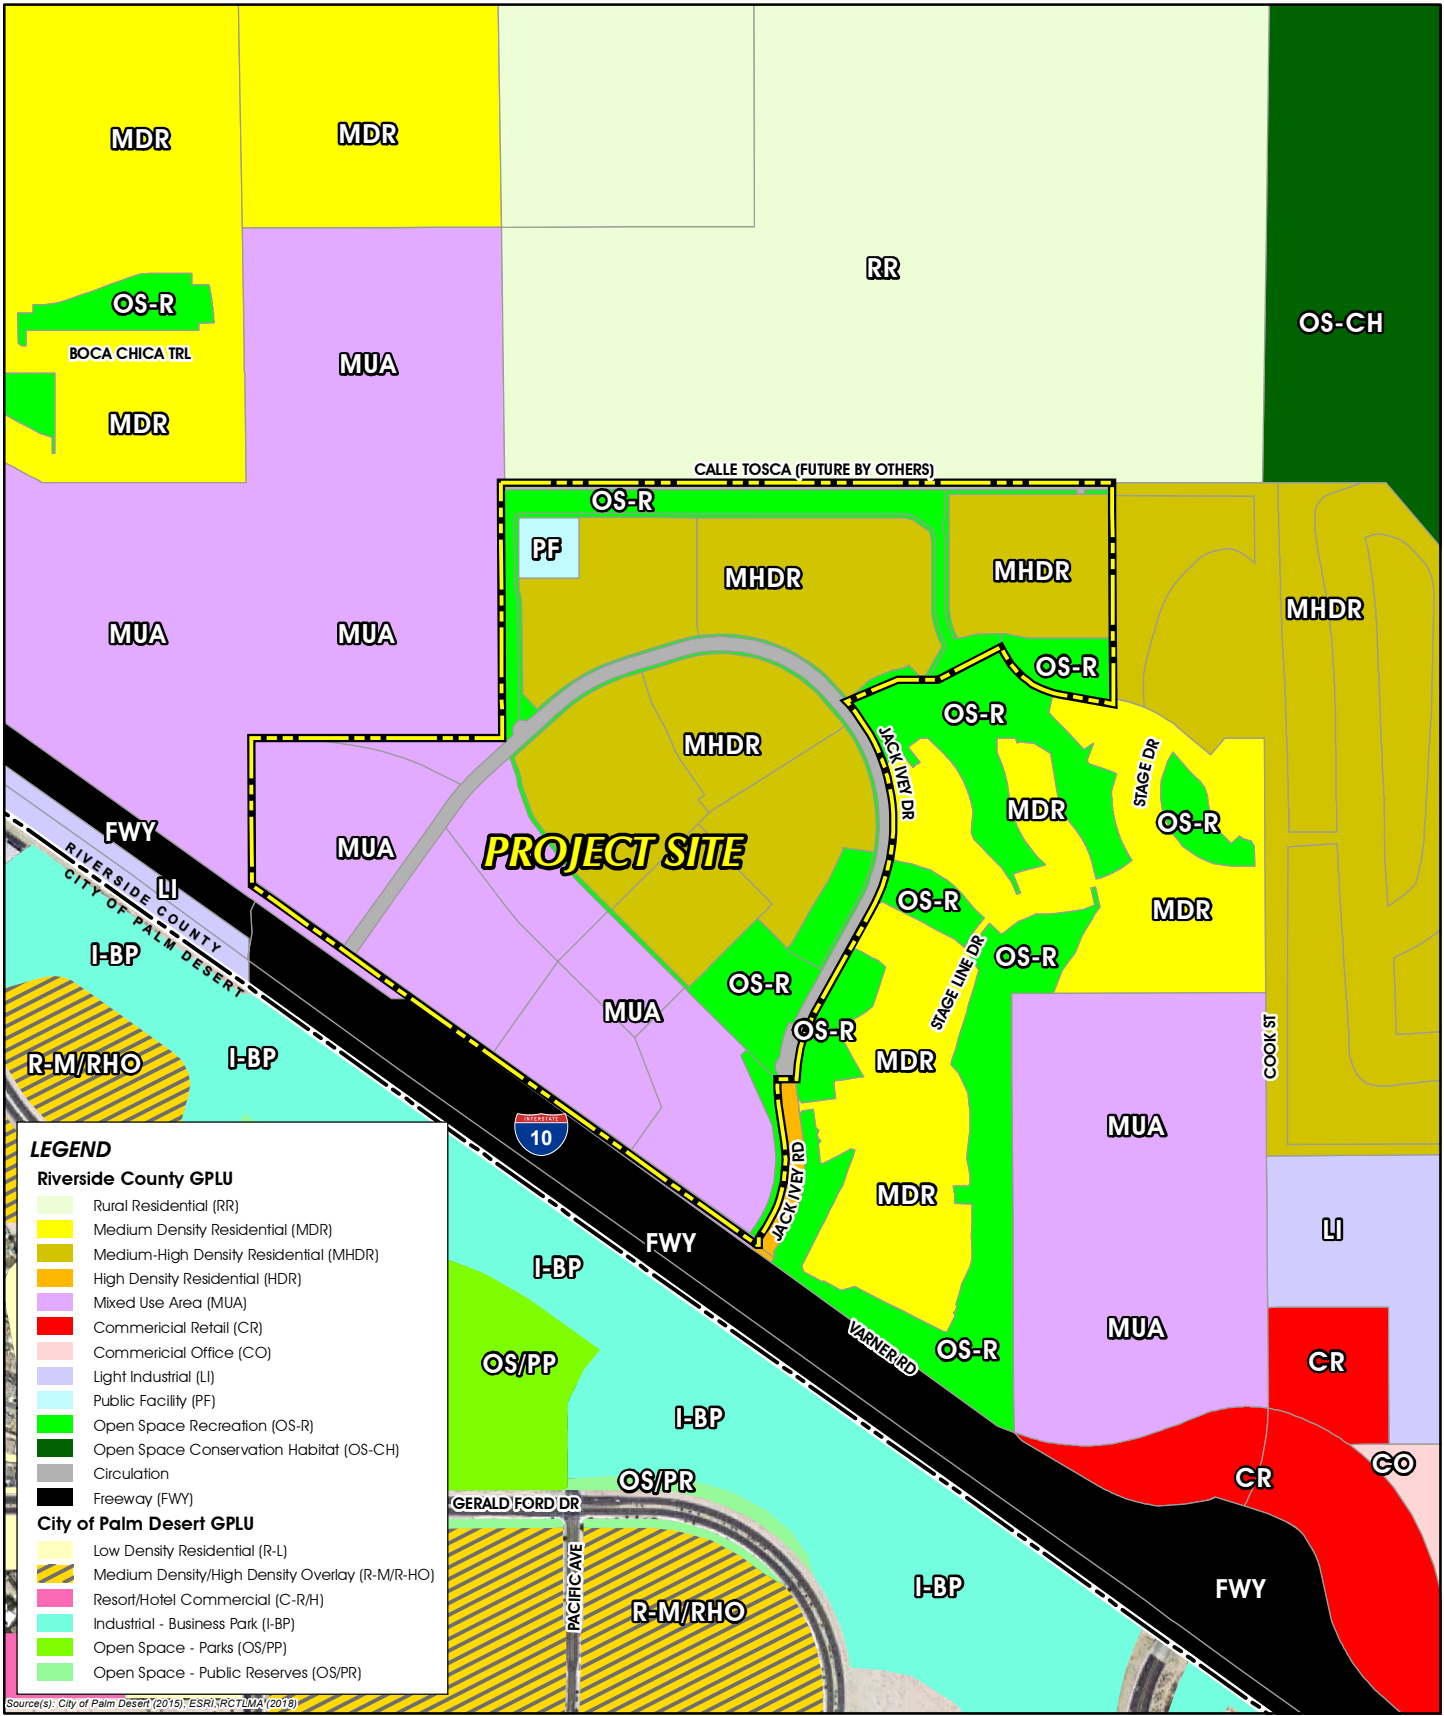 MDR
MDR
RR
OS-R
OS-CH
BOCA CHICA TRL
MUA
MDR
CALLE TOSCA (FUTURE BY OTHERS)
OS-R
PF
MHDR
MHDR
MHDR
MUA
MUA
OS-R
OS-R
MHDR
JACK IVEY DR
STAGE DR
MDR
OS-R
FWY
MUA
PROJECT SITE
RIVERSIDE COUNTY
CITY OF PALM DESERT
LI
OS-R
MDR
I-BP
OS-R
OS-R
STAGE LINE DR
MUA
OS-R
R-M/RHO
I-BP
MDR
COOK ST
INTERSTATE
10
MUA
JACK IVEY RD
MDR
LI
FWY
I-BP
VARNER RD
OS-R
MUA
OS/PP
CR
I-BP
CR
CO
OS/PR
GERALD FORD DR
PACIFIC AVE
R-M/RHO
I-BP
FWY
LEGEND
Riverside County GPLU
Rural Residential (RR)
Medium Density Residential (MDR)
Medium-High Density Residential (MHDR)
High Density Residential (HDR)
Mixed Use Area (MUA)
Commericial Retail (CR)
Commericial Office (CO)
Light Industrial (LI)
Public Facility (PF)
Open Space Recreation (OS-R)
Open Space Conservation Habitat (OS-CH)
Circulation
Freeway (FWY)
City of Palm Desert GPLU
Low Density Residential (R-L)
Medium Density/High Density Overlay (R-M/R-HO)
Resort/Hotel Commercial (C-R/H)
Industrial - Business Park (I-BP)
Open Space - Parks (OS/PP)
Open Space - Public Reserves (OS/PR)
Source(s): City of Palm Desert (2015), ESRI, RCTLMA (2018)